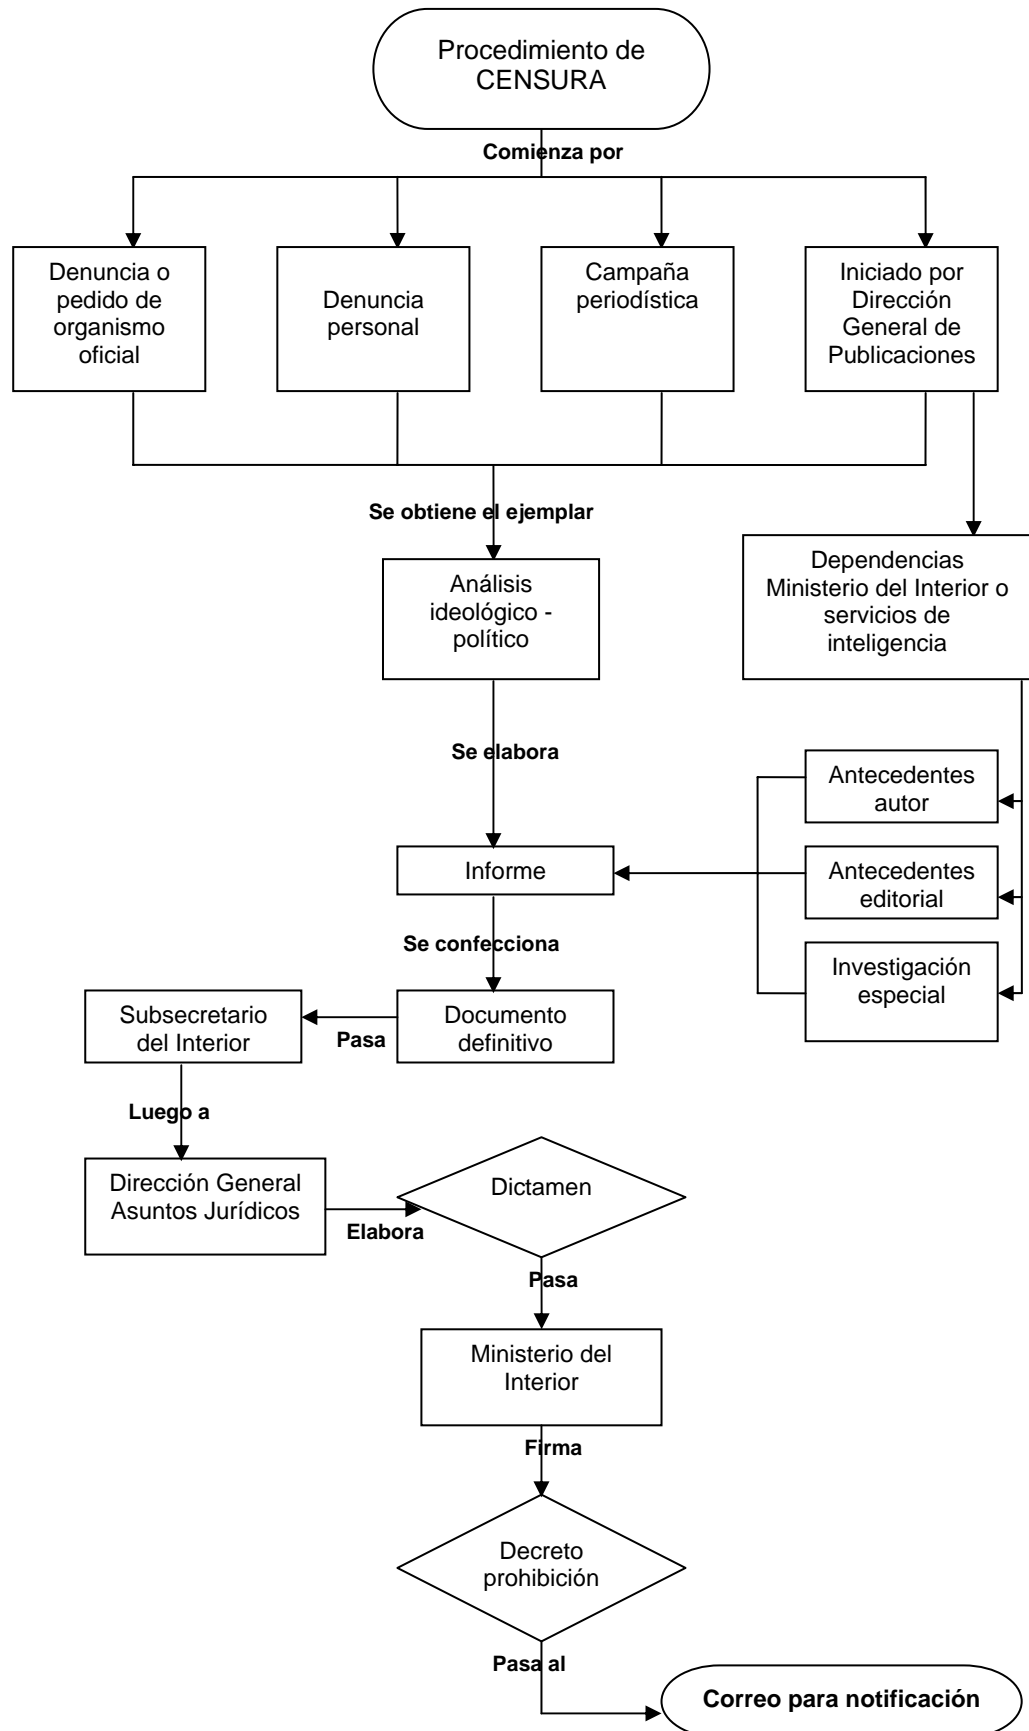 Procedimiento de
CENSURA
Comienza por
Denuncia o
pedido de
organismo
oficial
Denuncia
personal
Campaña
periodística
Iniciado por
Dirección
General de
Publicaciones
Se obtiene el ejemplar
Análisis
ideológico -
político
Dependencias
Ministerio del Interior o
servicios de
inteligencia
Se elabora
Antecedentes
autor
Informe
Antecedentes
editorial
Se confecciona
Investigación
especial
Subsecretario
del Interior
Pasa
Documento
definitivo
Luego a
Dirección General
Asuntos Jurídicos
Elabora
Dictamen
Pasa
Ministerio del
Interior
Firma
Decreto
prohibición
Pasa al
Correo para notificación